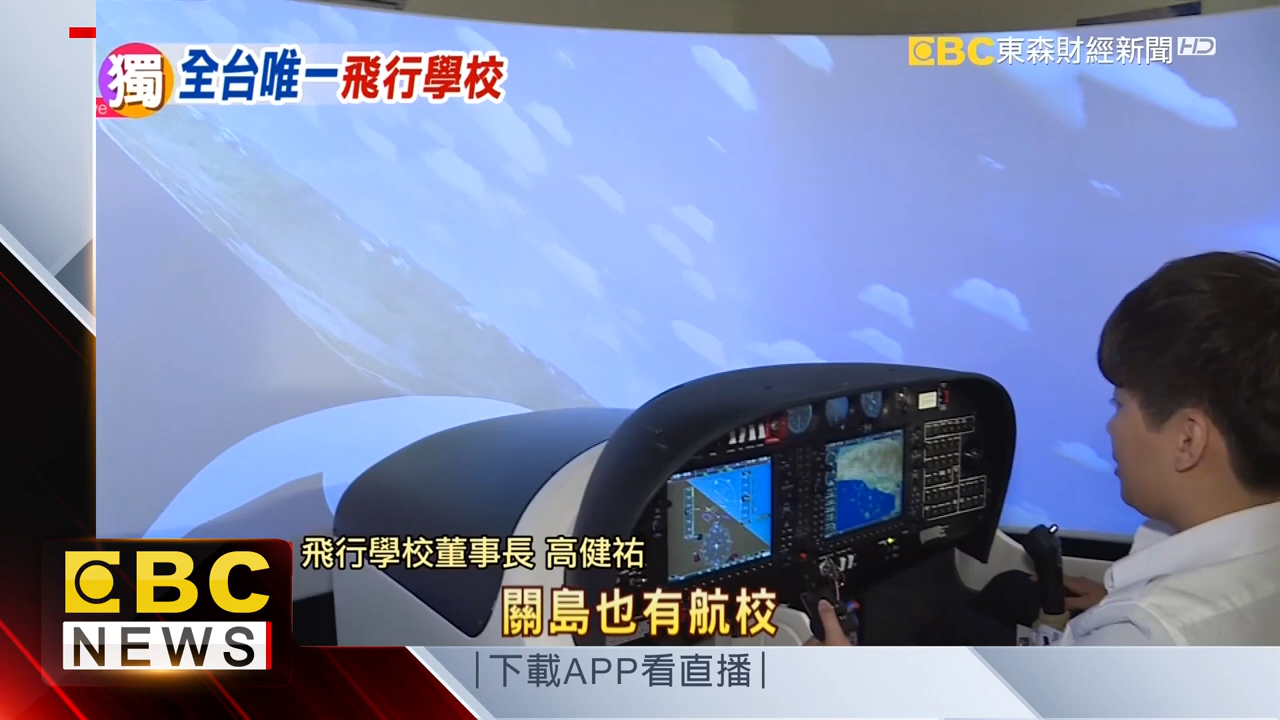 獨 全台唯一飛行學校
EBC東森財經新聞HD
飛行學校董事長 高健祐
關島也有航校
EBC
NEWS
|下載APP看直播|